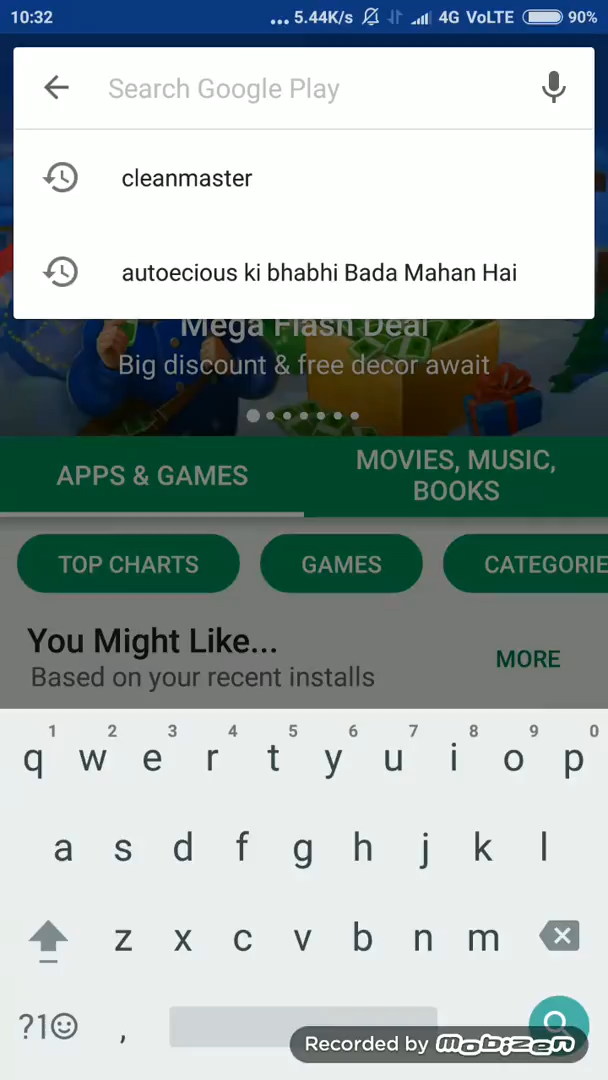 10:32 ... 5.44K/s 4G VoLTE 90%
Search Google Play
cleanmaster
autoecious ki bhabhi Bada Mahan Hai
Mega Flash Deal
Big discount & free decor await
APPS & GAMES
MOVIES, MUSIC,
BOOKS
TOP CHARTS GAMES CATEGORIE
You Might Like...
Based on your recent installs
MORE
1 2 3 4 5 6 7 8 9 0
q w e r t y u i o p
a s d f g h j k l
z x c v b n m
?1☺ ,
Recorded by mobizen